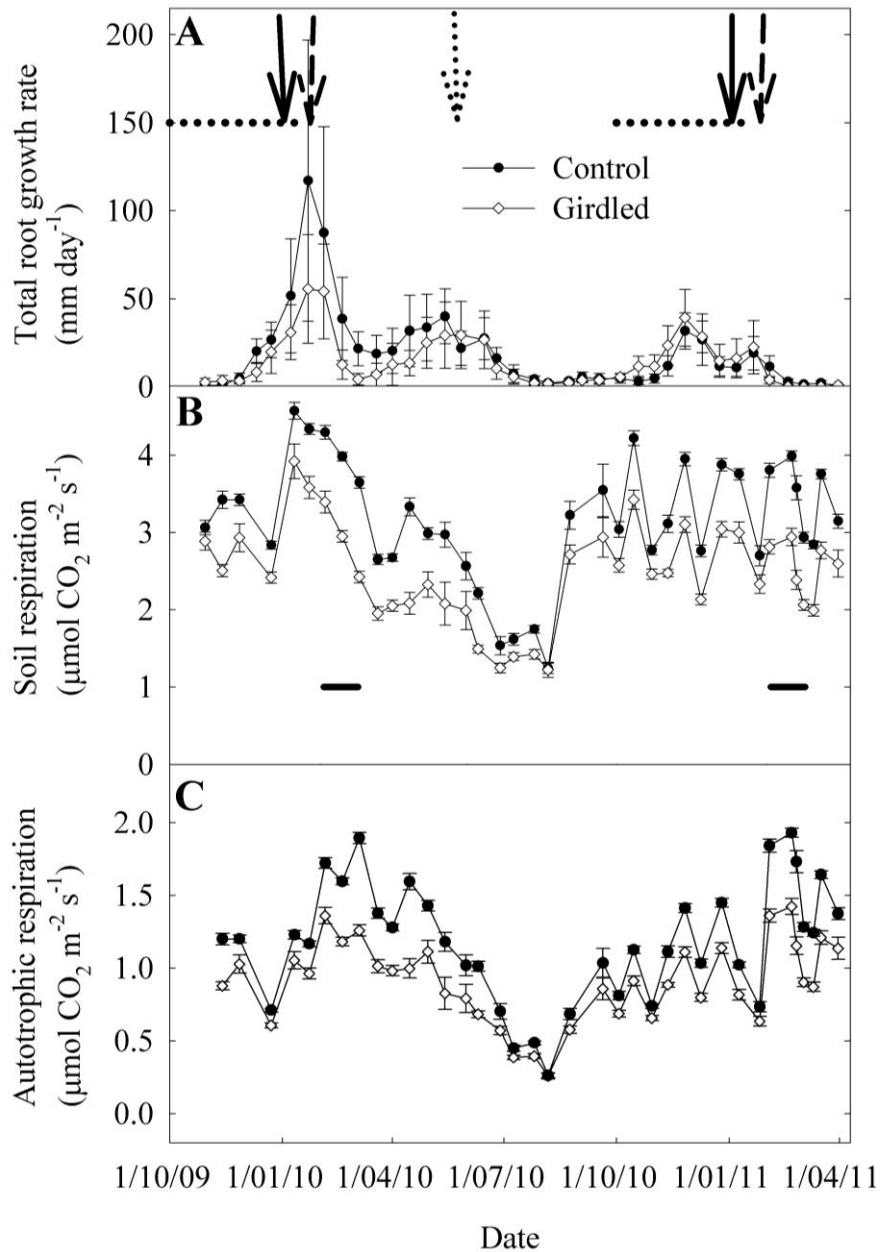 A
200
150
100
50
0
Total root growth rate
(mm day⁻¹)
Control
Girdled
B
4
3
2
1
0
Soil respiration
(µmol CO₂ m⁻² s⁻¹)
C
2.0
1.5
1.0
0.5
0.0
Autotrophic respiration
(µmol CO₂ m⁻² s⁻¹)
1/10/09 1/01/10 1/04/10 1/07/10 1/10/10 1/01/11 1/04/11
Date